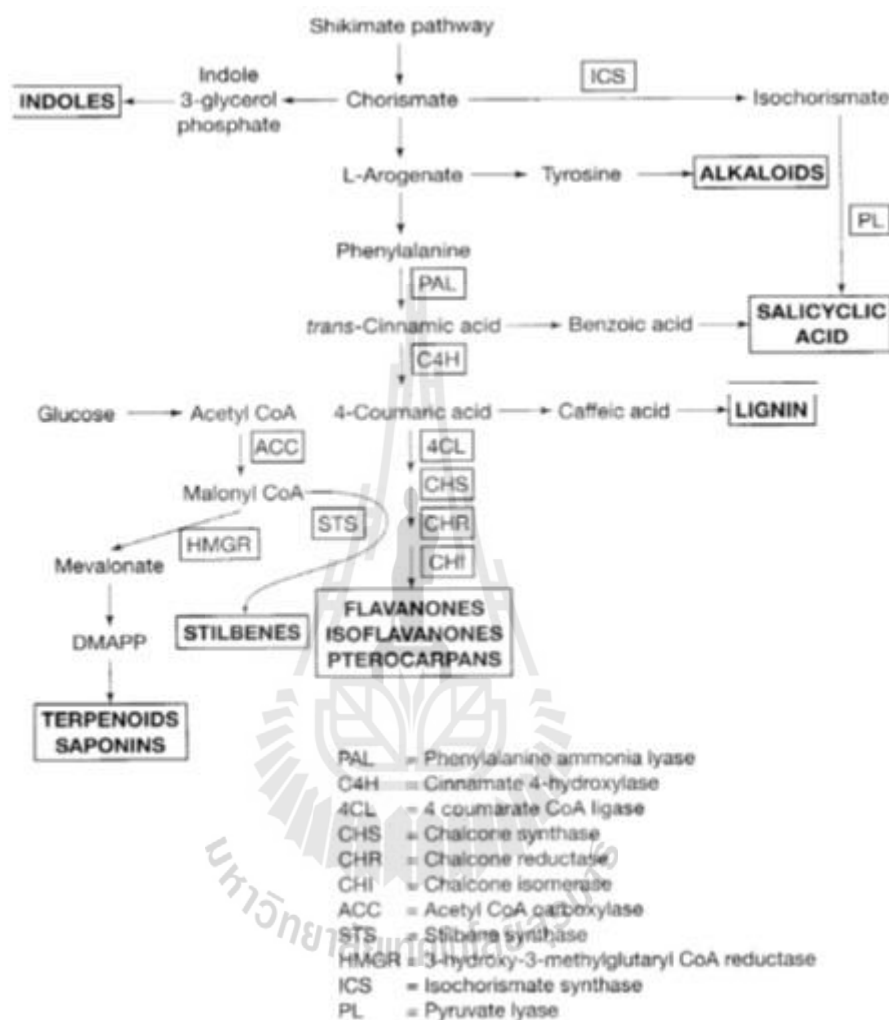 Shikimate pathway
ICS
INDOLES
Indole
3-glycerol
phosphate
Chorismate
Isochorismate
L-Arogenate
Tyrosine
ALKALOIDS
PL
Phenylalanine
PAL
trans-Cinnamic acid
Benzoic acid
SALICYCLIC
ACID
C4H
Glucose
Acetyl CoA
4-Coumaric acid
Caffeic acid
LIGNIN
ACC
4CL
Malonyl CoA
CHS
STS
CHR
HMGR
CHI
Mevalonate
DMAPP
STILBENES
FLAVANONES
ISOFLAVANONES
PTEROCARPANS
TERPENOIDS
SAPONINS
PAL = Phenylalanine ammonia lyase
C4H = Cinnamate 4-hydroxylase
4CL = 4 coumarate CoA ligase
CHS = Chalcone synthase
CHR = Chalcone reductase
CHI = Chalcone isomerase
ACC = Acetyl CoA carboxylase
STS = Stilbene synthase
HMGR = 3-hydroxy-3-methylglutaryl CoA reductase
ICS = Isochorismate synthase
PL = Pyruvate lyase